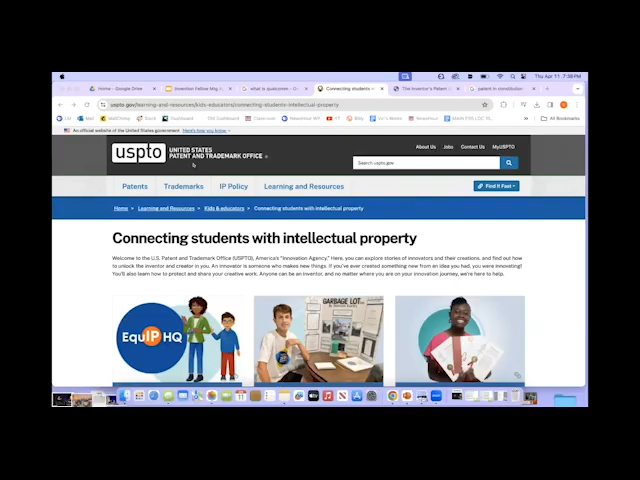 Thu Apr 11 7:38 PM
Home - Google Drive
Invention Fellow Mtg
what is qualcomm -
Connecting students
The Inventor's Patent
patent in constitution
uspto.gov/learning-and-resources/kids-educators/connecting-students-intellectual-property
Mail
DIS Dashboard
Classroom
All Bookmarks
An official website of the United States government Here's how you know
About Us Jobs Contact Us MyUSPTO
uspto UNITED STATES
PATENT AND TRADEMARK OFFICE
Search uspto.gov
Patents Trademarks IP Policy Learning and Resources Find It Fast
Home > Learning and Resources > Kids & educators > Connecting students with intellectual property
Connecting students with intellectual property
Welcome to the U.S. Patent and Trademark Office (USPTO), America's "Innovation Agency." Here, you can explore stories of innovators and their creations, and find out how
to unlock the inventor and creator in you. An innovator is someone who makes new things. If you've ever created something new from an idea you had, you were innovating!
You'll also learn how to protect and share your creative work. Anyone can be an inventor, and no matter where you are on your innovation journey, we're here to help.
EquIP HQ
GARBAGE LOT...